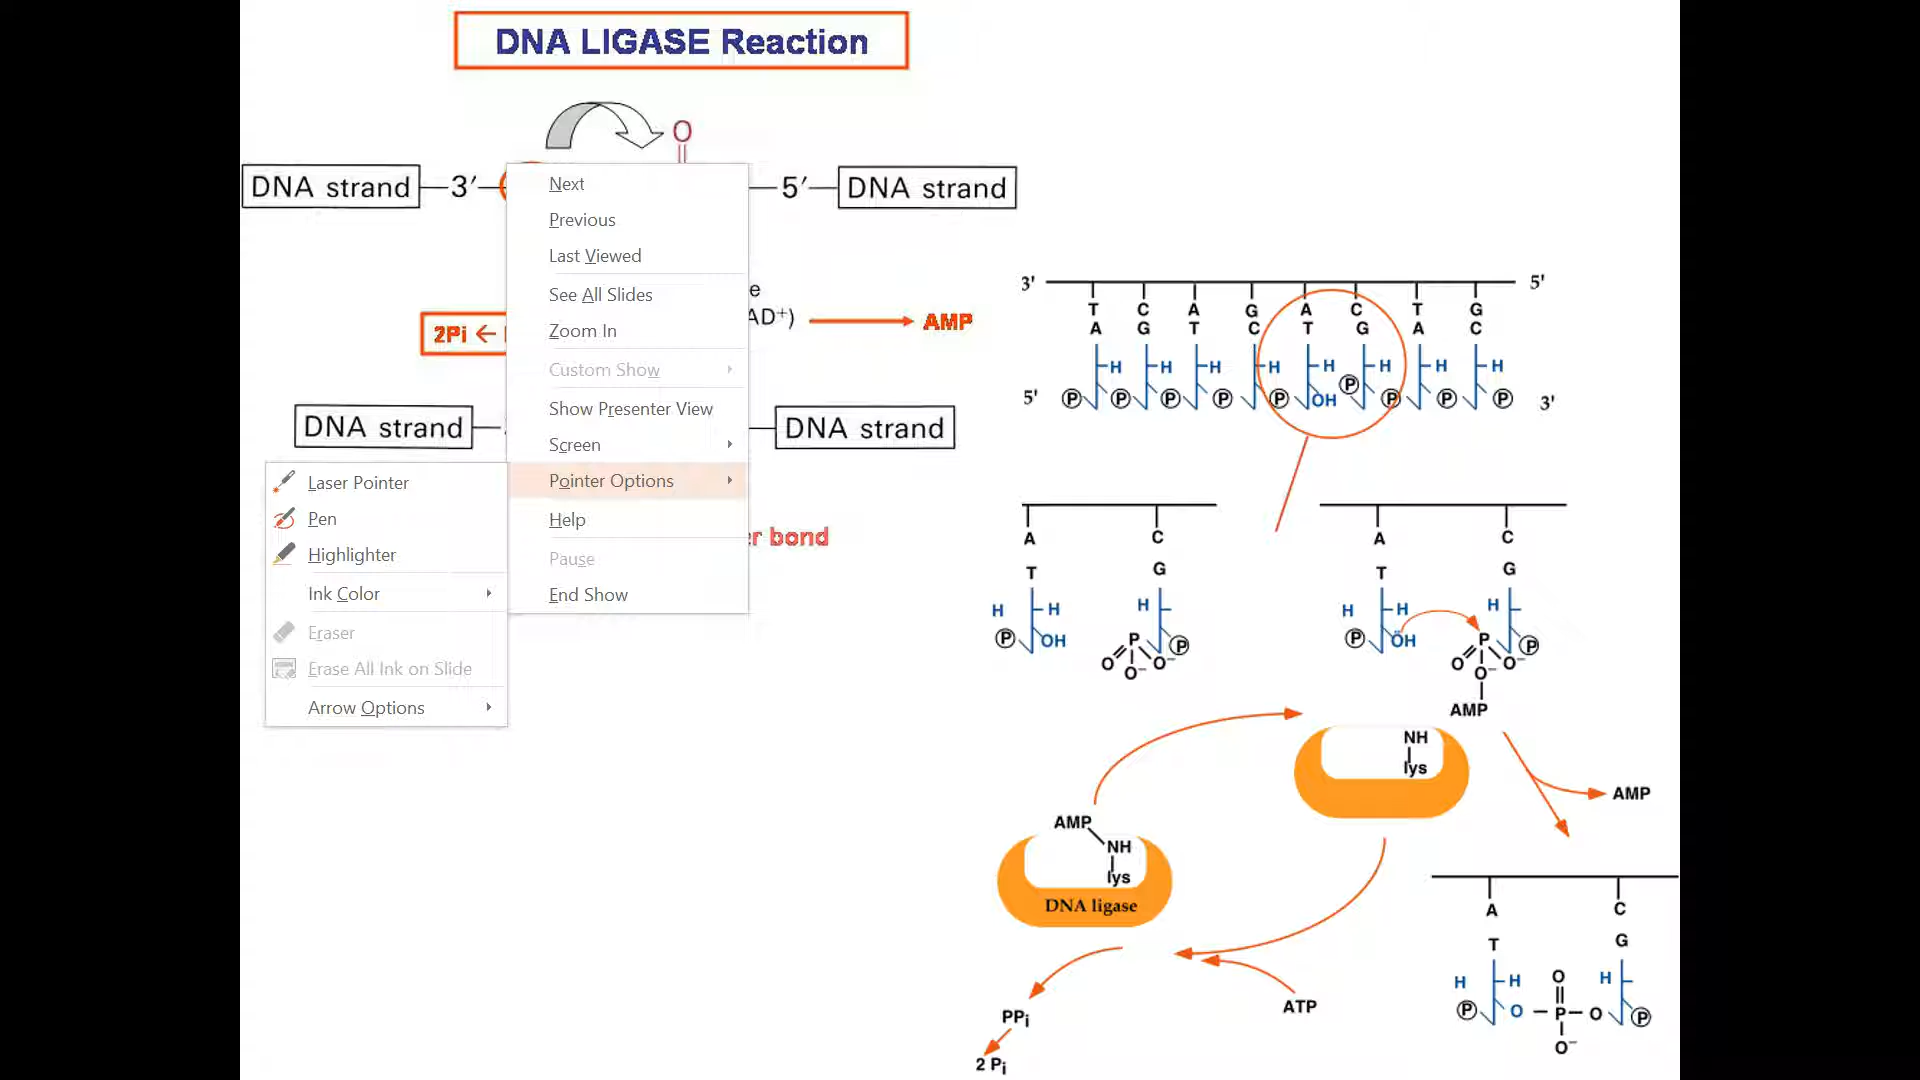 DNA LIGASE Reaction
O
DNA strand 3′ 5′ DNA strand
e
AD⁺) AMP
2Pi ←
DNA strand DNA strand
r bond
Next
Previous
Last Viewed
See All Slides
Zoom In
Custom Show
Show Presenter View
Screen
Pointer Options
Help
Pause
End Show
Laser Pointer
Pen
Highlighter
Ink Color
Eraser
Erase All Ink on Slide
Arrow Options
3' 5'
T C A G A C T G
A G T C T G A C
H H H H H H H H
5' P P P P P OH P P P P 3'
A C
T G
H H H
P OH P P
O O⁻ O⁻
A C
T G
H H H
P ÖH P P
O O⁻ O⁻
AMP
NH
lys
AMP
AMP
NH
lys
DNA ligase
ATP
PPi
2 Pi
A C
T G
H H O H
P O P O P
O⁻